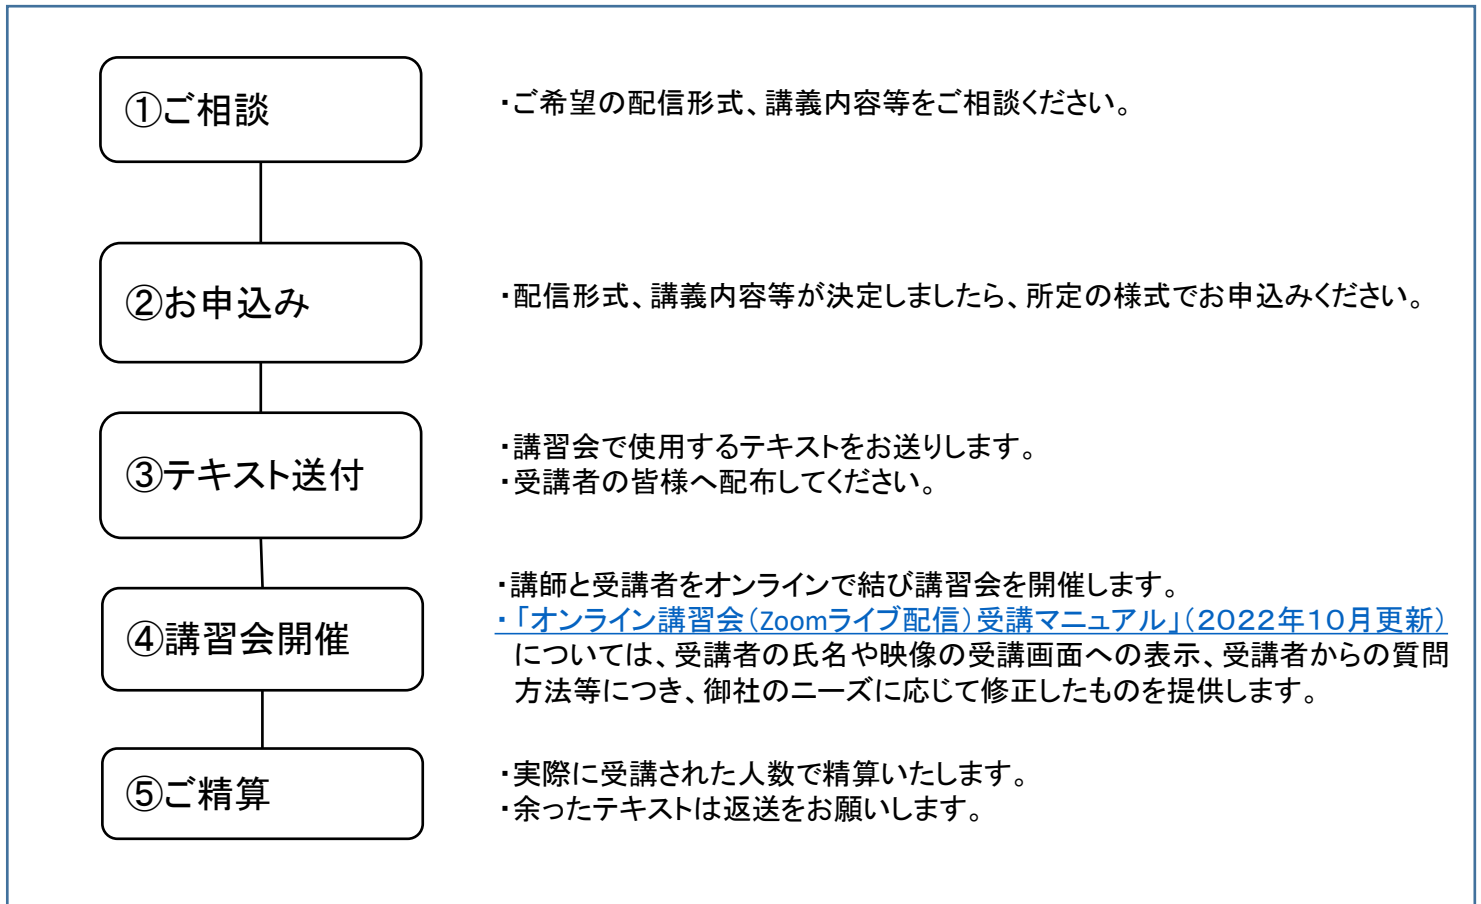 ①ご相談
・ご希望の配信形式、講義内容等をご相談ください。
②お申込み
・配信形式、講義内容等が決定しましたら、所定の様式でお申込みください。
③テキスト送付
・講習会で使用するテキストをお送りします。
・受講者の皆様へ配布してください。
④講習会開催
・講師と受講者をオンラインで結び講習会を開催します。
・「オンライン講習会（Zoomライブ配信）受講マニュアル」（２０２２年１０月更新）
については、受講者の氏名や映像の受講画面への表示、受講者からの質問
方法等につき、御社のニーズに応じて修正したものを提供します。
⑤ご精算
・実際に受講された人数で精算いたします。
・余ったテキストは返送をお願いします。